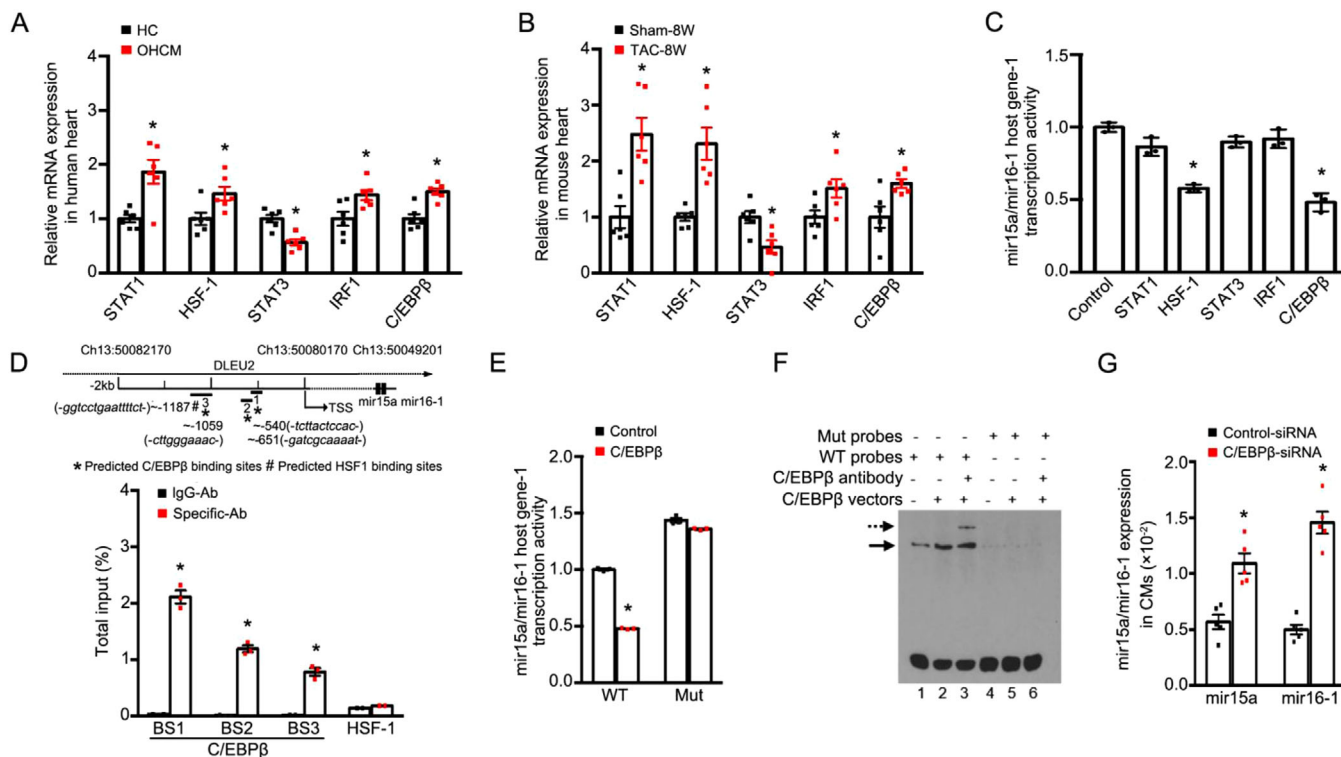 A
HC
OHCM
Relative mRNA expression
in human heart
4
3
2
1
0
STAT1
HSF-1
STAT3
IRF1
C/EBPβ
*
*
*
*
*
B
Sham-8W
TAC-8W
Relative mRNA expression
in mouse heart
4
3
2
1
0
STAT1
HSF-1
STAT3
IRF1
C/EBPβ
*
*
*
*
*
C
mir15a/mir16-1 host gene-1
transcription activity
1.5
1.0
0.5
0.0
Control
STAT1
HSF-1
STAT3
IRF1
C/EBPβ
*
*
D
Ch13:50082170 Ch13:50080170 Ch13:50049201
DLEU2
-2kb
mir15a mir16-1
TSS
(-ggtcctgaattttct-) ~-1187 # 3 2 1
* * *
~-1059 ~-540(-tcttactccac-)
(-cttgggaaac-) ~-651(-gatcgcaaaat-)
* Predicted C/EBPβ binding sites # Predicted HSF1 binding sites
IgG-Ab
Specific-Ab
Total input (%)
4
3
2
1
0
*
*
*
BS1 BS2 BS3 HSF-1
C/EBPβ
E
Control
C/EBPβ
mir15a/mir16-1 host gene-1
transcription activity
2.0
1.5
1.0
0.5
0.0
*
WT Mut
F
Mut probes - - - + + +
WT probes + + + - - -
C/EBPβ antibody - - + - - +
C/EBPβ vectors - + + - + +
1 2 3 4 5 6
G
Control-siRNA
C/EBPβ-siRNA
mir15a/mir16-1 expression
in CMs (×10-2)
2.0
1.5
1.0
0.5
0.0
*
*
mir15a mir16-1